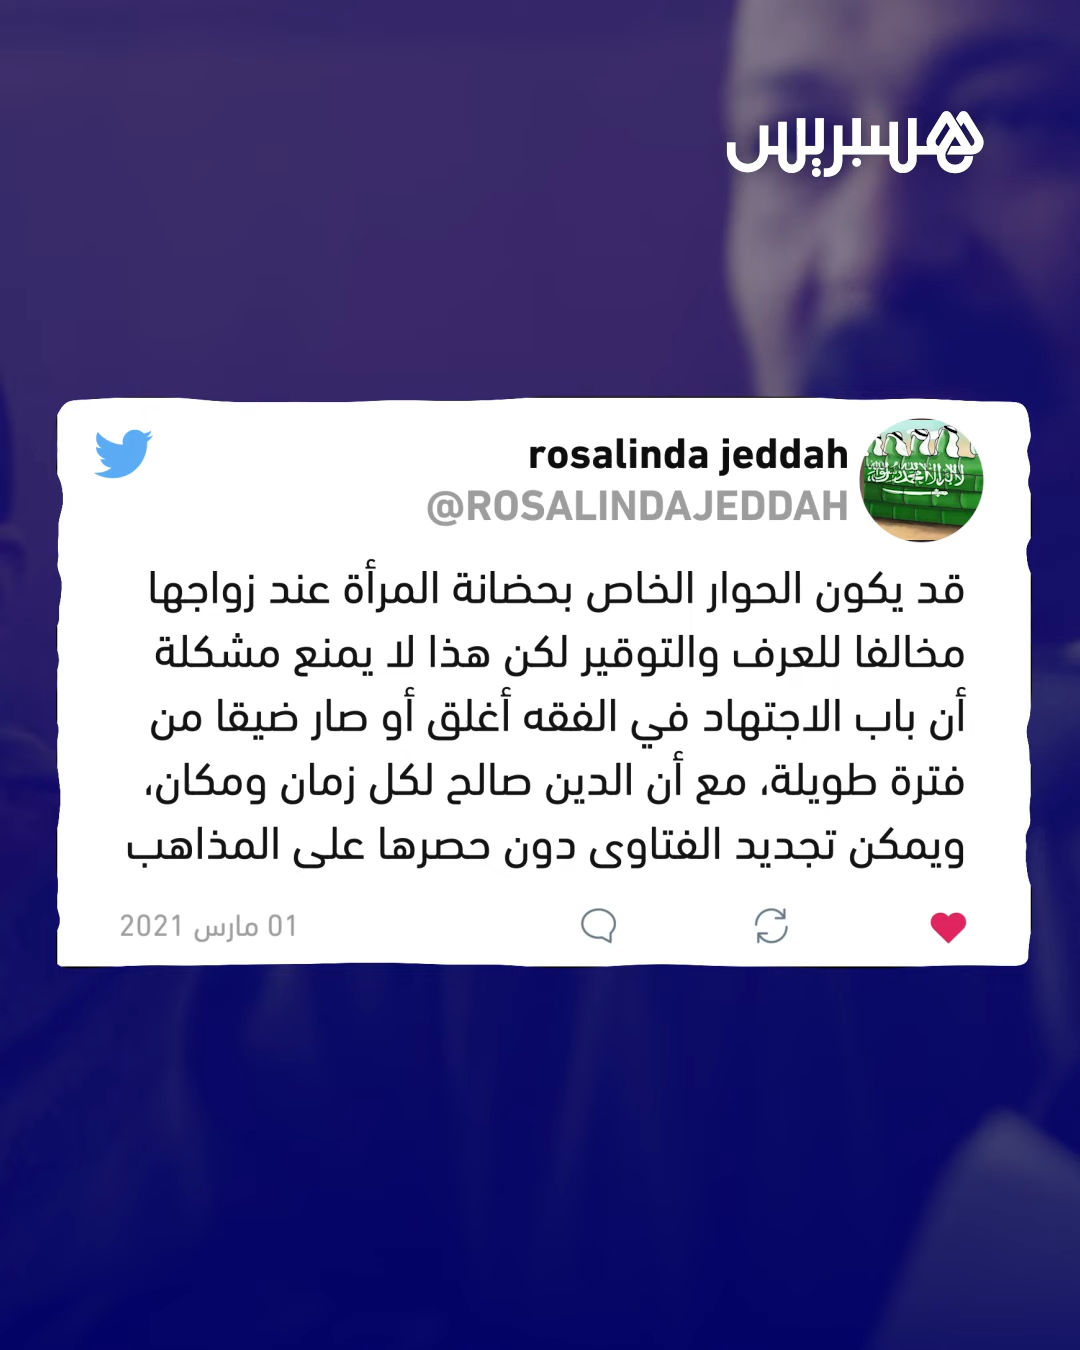 هسبريس
rosalinda jeddah
@ROSALINDAJEDDAH
قد يكون الحوار الخاص بحضانة المرأة عند زواجها
مخالفا للعرف والتوقير لكن هذا لا يمنع مشكلة
أن باب الاجتهاد في الفقه أغلق أو صار ضيقا من
فترة طويلة، مع أن الدين صالح لكل زمان ومكان،
ويمكن تجديد الفتاوى دون حصرها على المذاهب
01 مارس 2021